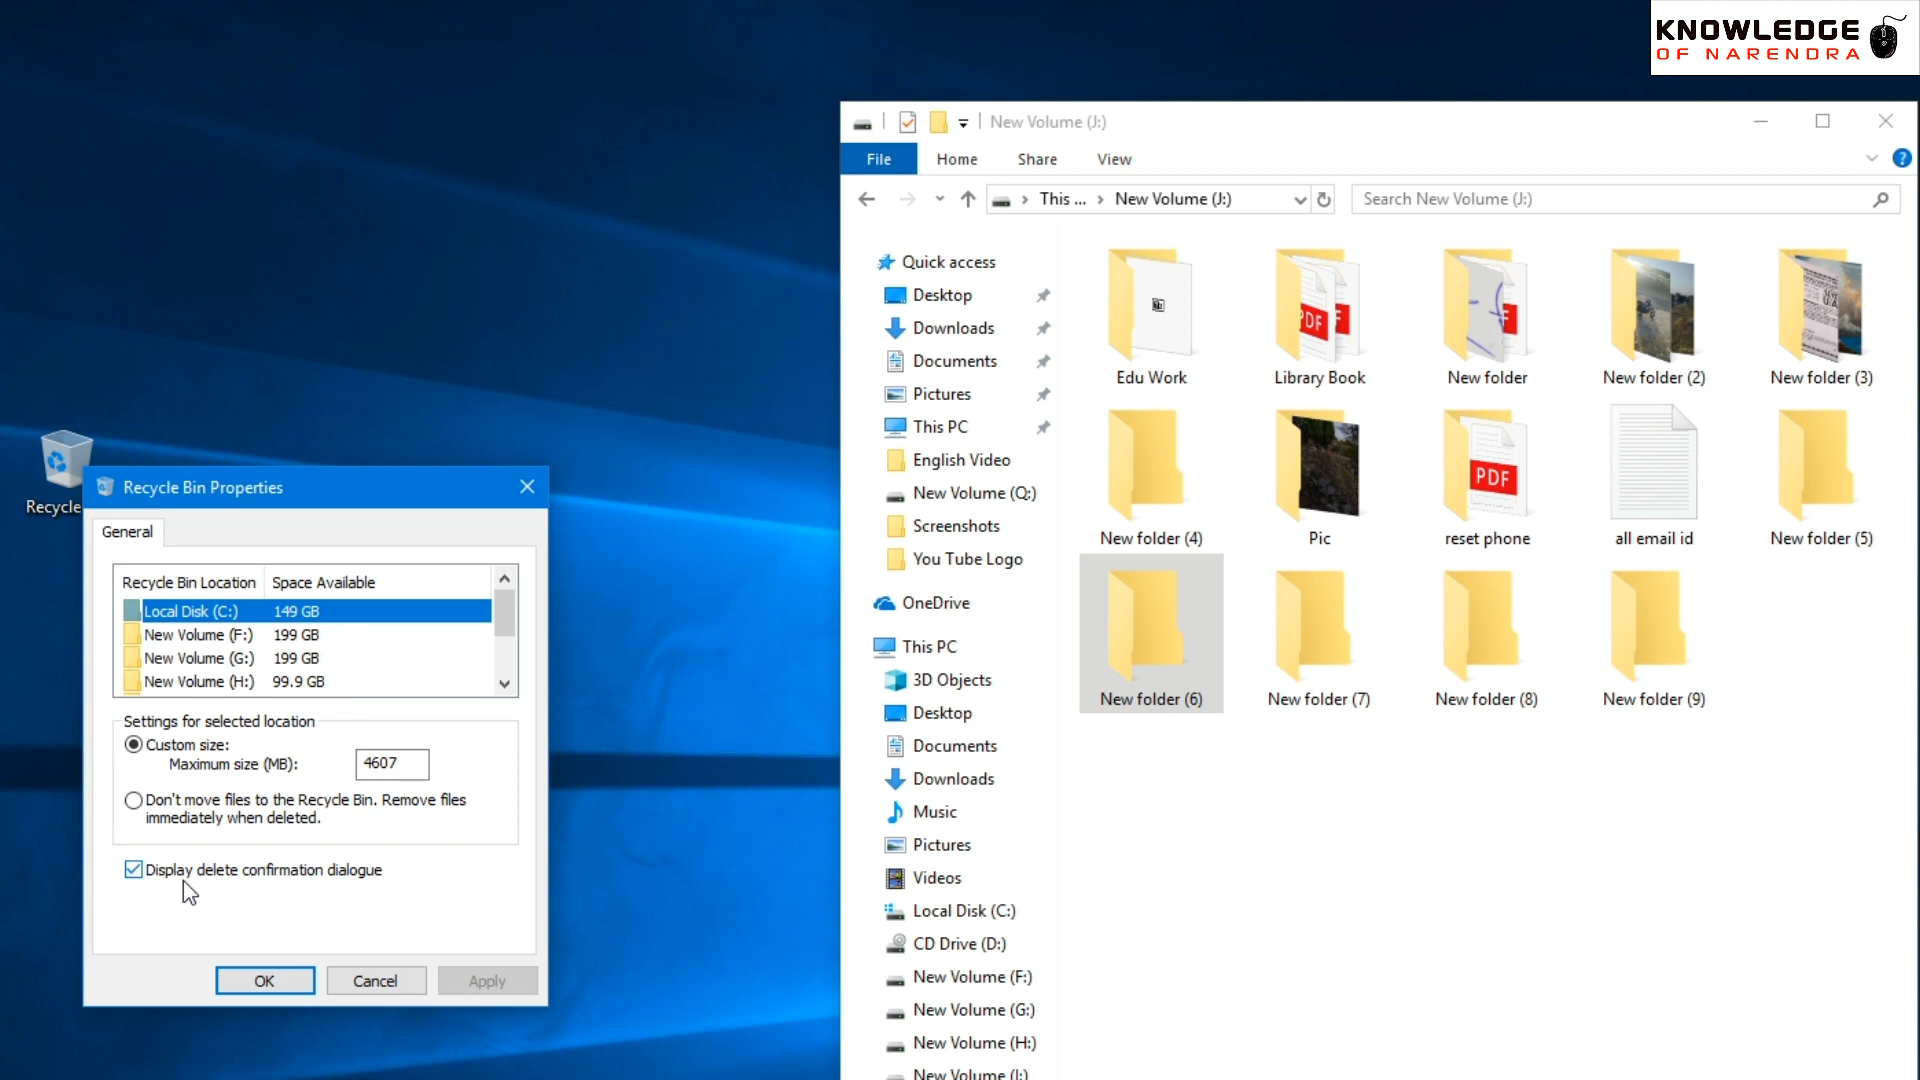 KNOWLEDGE
OF NARENDRA
New Volume (J:)
File Home Share View
This ... New Volume (J:) Search New Volume (J:)
Quick access
Desktop
Downloads
Documents
Pictures
This PC
English Video
New Volume (Q:)
Screenshots
You Tube Logo
OneDrive
This PC
3D Objects
Desktop
Documents
Downloads
Music
Pictures
Videos
Local Disk (C:)
CD Drive (D:)
New Volume (F:)
New Volume (G:)
New Volume (H:)
New Volume (I:)
PDF
Edu Work Library Book New folder New folder (2) New folder (3)
PDF
New folder (4) Pic reset phone all email id New folder (5)
New folder (6) New folder (7) New folder (8) New folder (9)
Recycle
Recycle Bin Properties
General
Recycle Bin Location Space Available
Local Disk (C:) 149 GB
New Volume (F:) 199 GB
New Volume (G:) 199 GB
New Volume (H:) 99.9 GB
Settings for selected location
Custom size:
Maximum size (MB): 4607
Don't move files to the Recycle Bin. Remove files
immediately when deleted.
Display delete confirmation dialogue
OK Cancel Apply